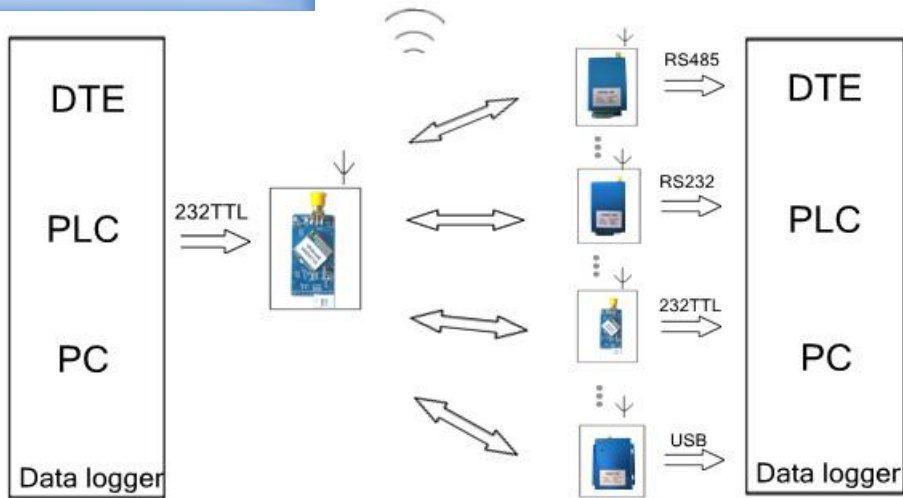 DTE
PLC
PC
Data logger
232TTL
RS485
RS232
232TTL
USB
DTE
PLC
PC
Data logger